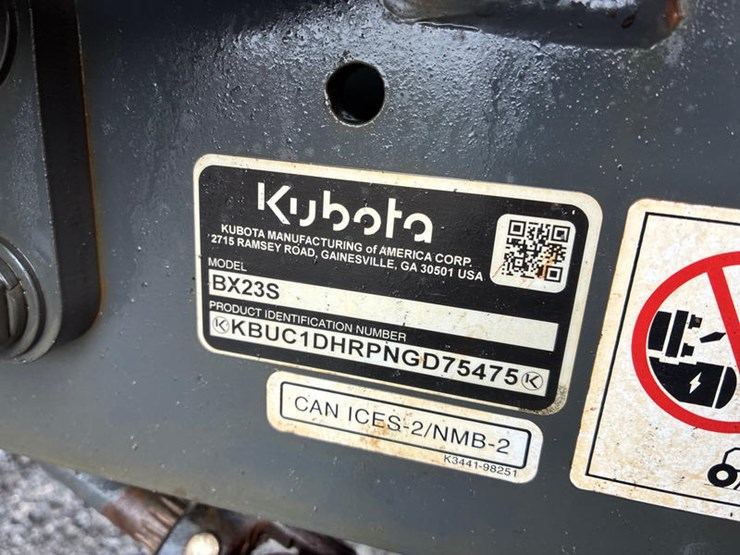 Kubota
KUBOTA MANUFACTURING of AMERICA CORP.
2715 RAMSEY ROAD, GAINESVILLE, GA 30501 USA
MODEL
BX23S
PRODUCT IDENTIFICATION NUMBER
KBUC1DHRPNGD75475
CAN ICES-2/NMB-2
K3441-98251